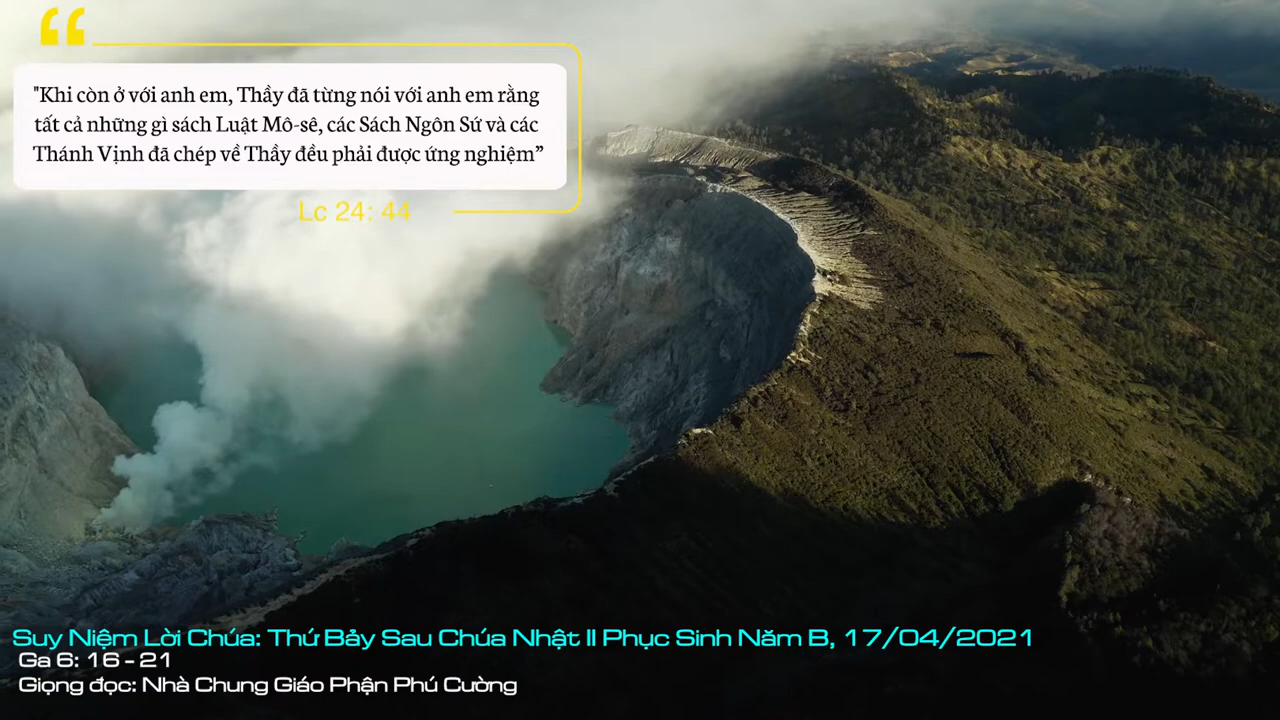 "Khi còn ở với anh em, Thầy đã từng nói với anh em rằng
tất cả những gì sách Luật Mô-sê, các Sách Ngôn Sứ và các
Thánh Vịnh đã chép về Thầy đều phải được ứng nghiệm”
Lc 24: 44
Suy Niệm Lời Chúa: Thứ Bảy Sau Chúa Nhật II Phục Sinh Năm B, 17/04/2021
Ga 6: 16 - 21
Giọng đọc: Nhà Chung Giáo Phận Phú Cường